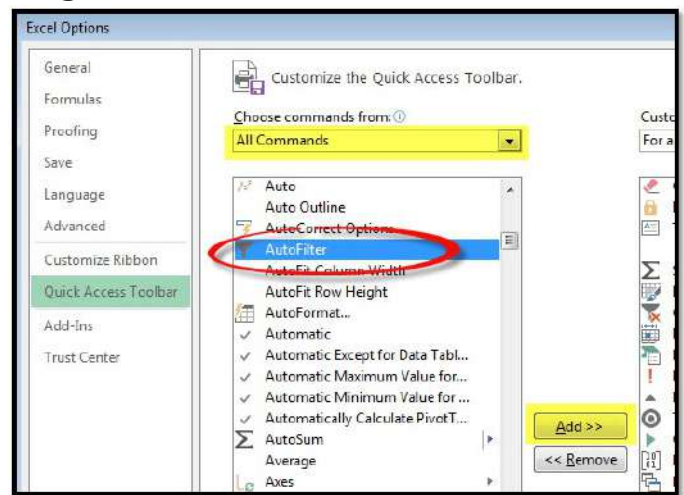 Excel Options
General
Formulas
Proofing
Save
Language
Advanced
Customize Ribbon
Quick Access Toolbar
Add-Ins
Trust Center
Customize the Quick Access Toolbar.
Choose commands from:
All Commands
Auto
Auto Outline
AutoCorrect Options...
AutoFilter
AutoFit Column Width
AutoFit Row Height
AutoFormat...
Automatic
Automatic Except for Data Tabl...
Automatic Maximum Value for...
Automatic Minimum Value for ...
Automatically Calculate PivotT...
AutoSum
Average
Axes
Add >>
<< Remove
Custo
For a